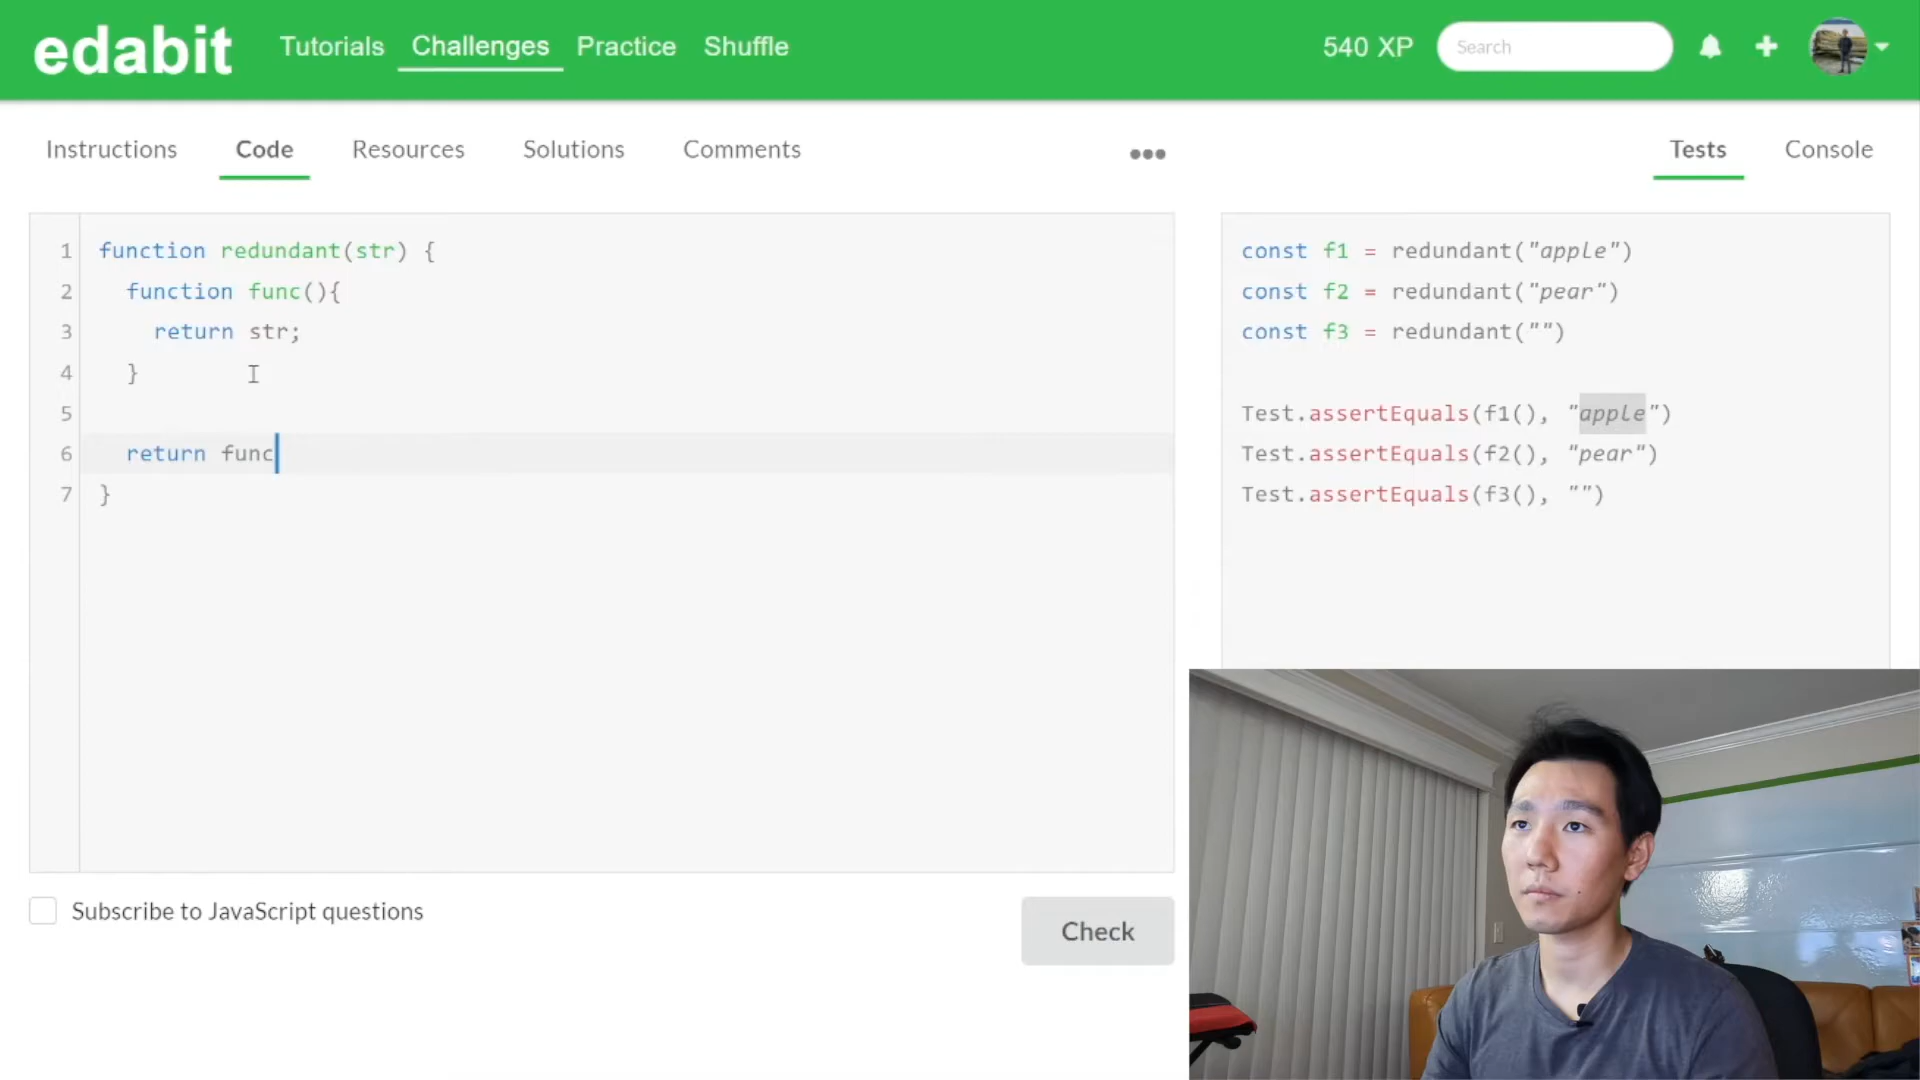 edabit
Tutorials Challenges Practice Shuffle
540 XP
Search
Instructions Code Resources Solutions Comments
Tests Console
1 function redundant(str) {
2 function func(){
3 return str;
4 }
5
6 return func
7 }
const f1 = redundant("apple")
const f2 = redundant("pear")
const f3 = redundant("")
Test.assertEquals(f1(), "apple")
Test.assertEquals(f2(), "pear")
Test.assertEquals(f3(), "")
Subscribe to JavaScript questions
Check